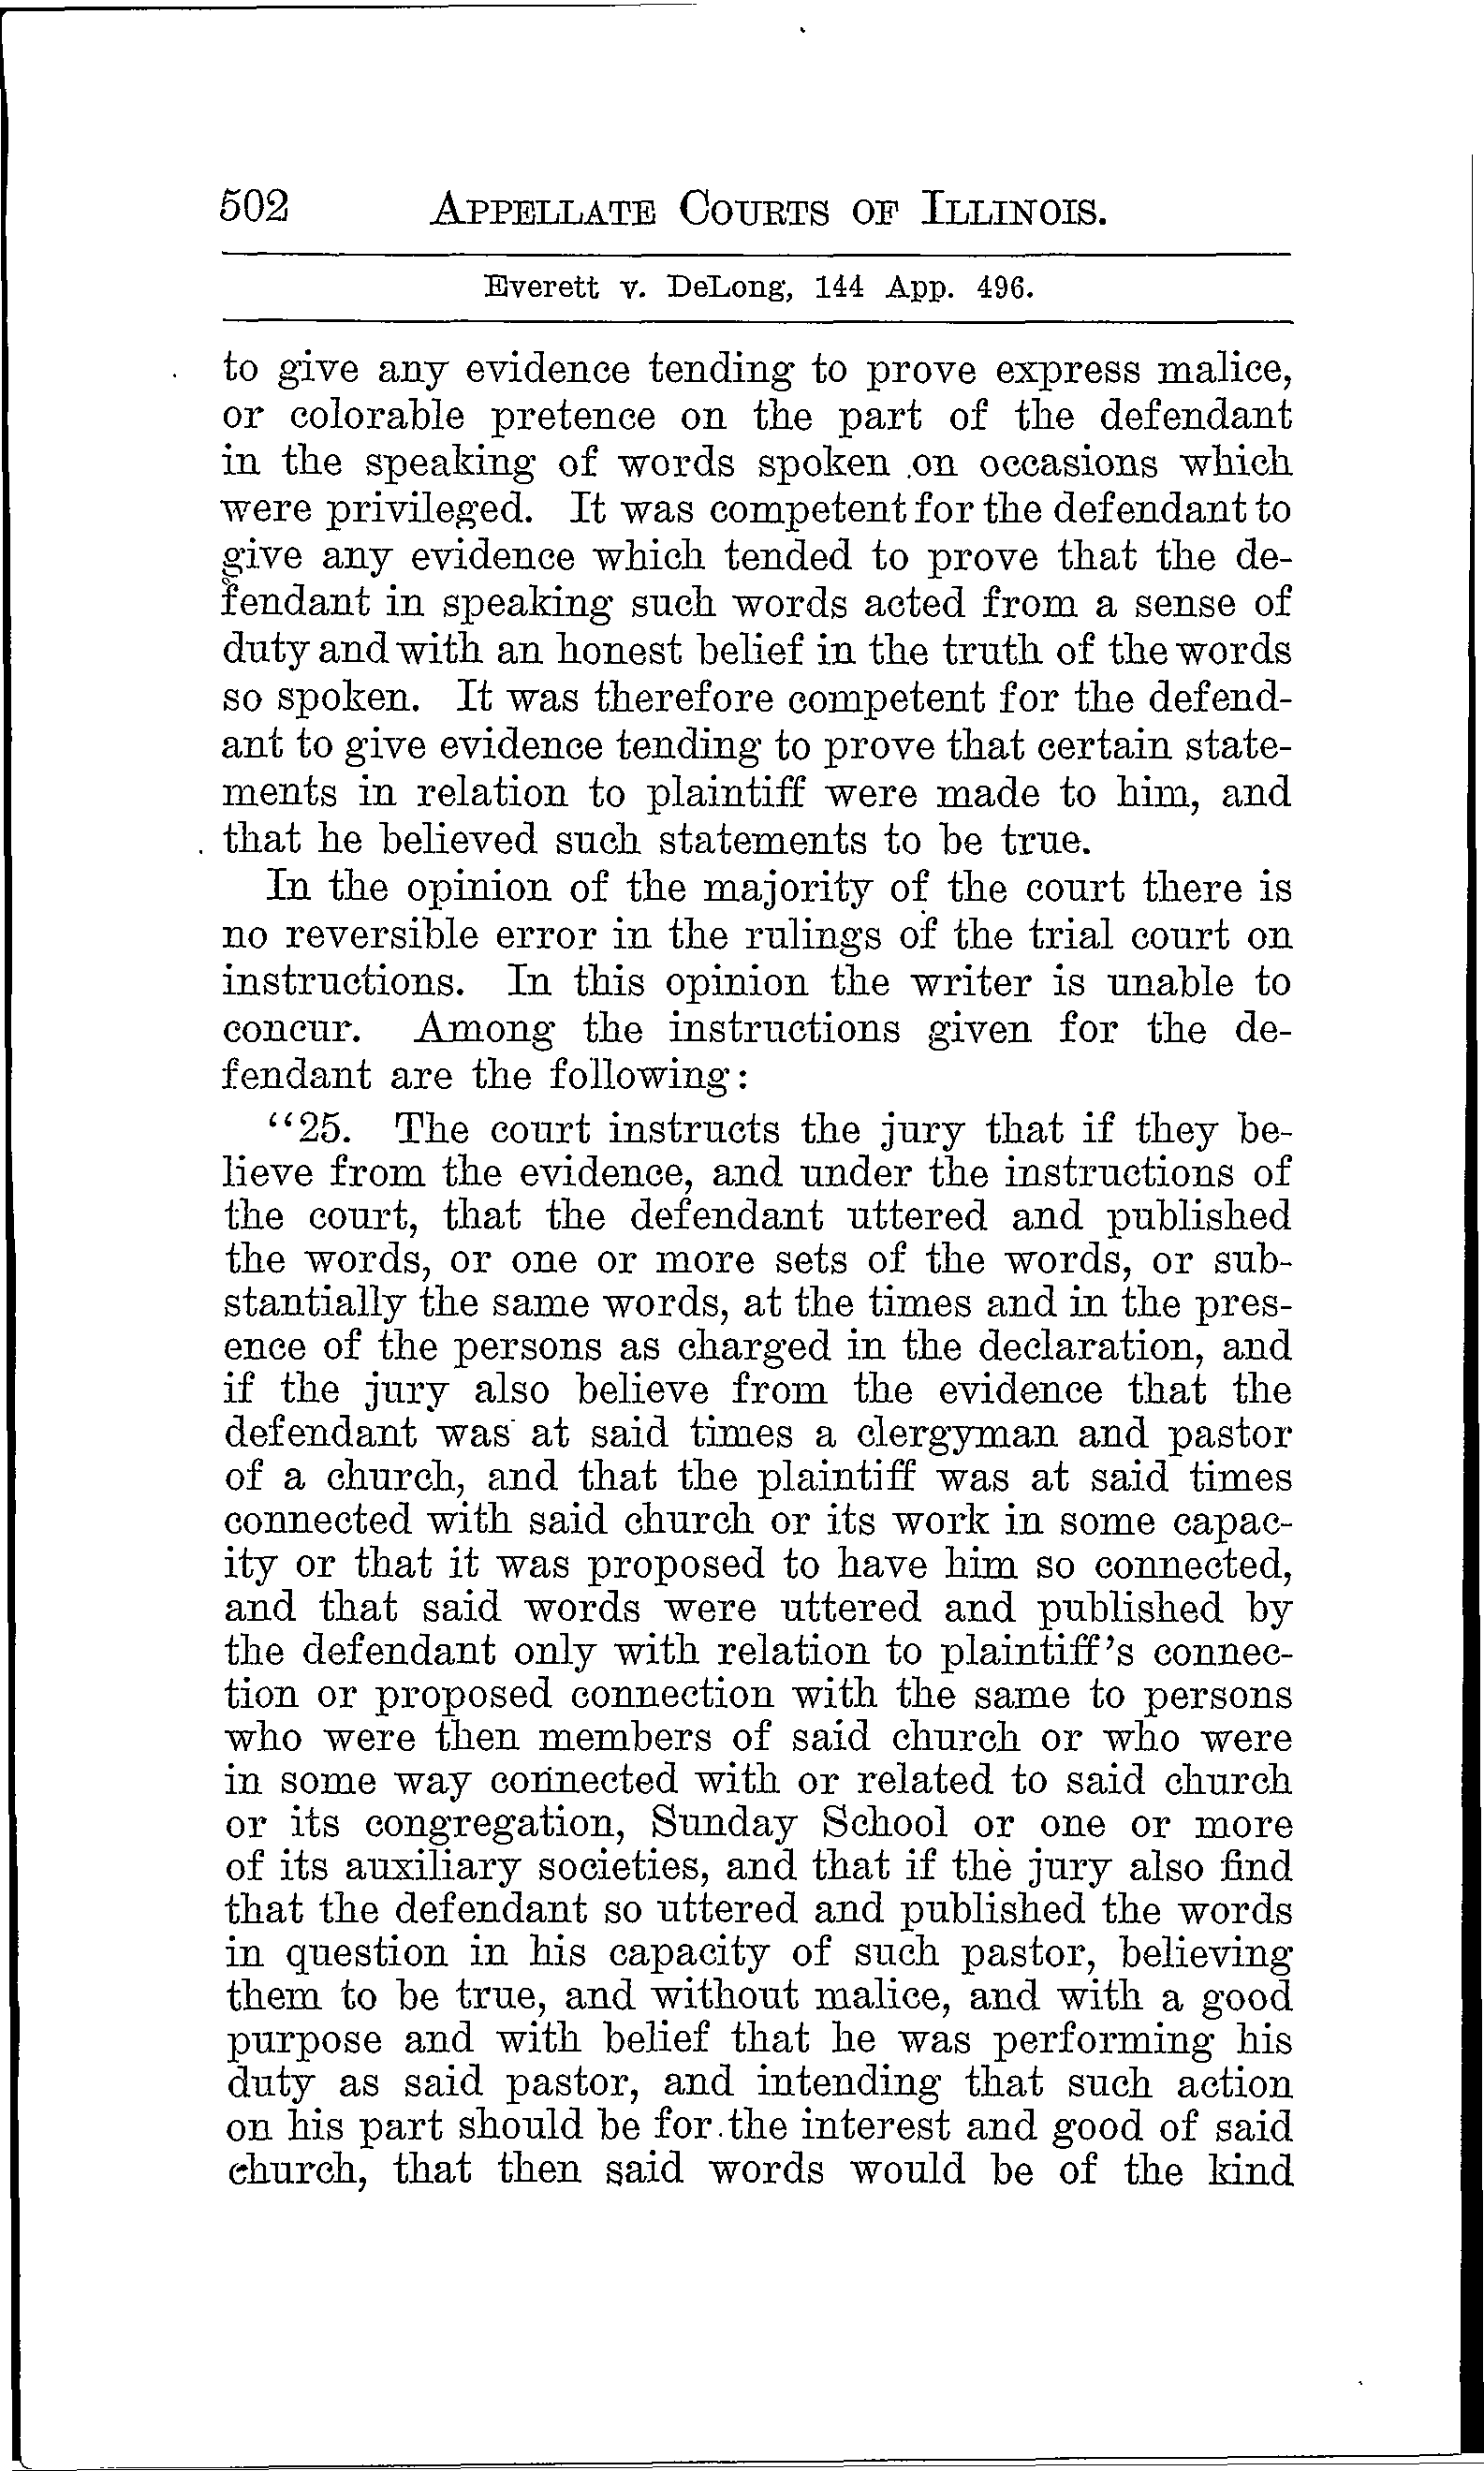 502 APPELLATE COURTS OF ILLINOIS.
Everett v. DeLong, 144 App. 496.
to give any evidence tending to prove express malice,
or colorable pretence on the part of the defendant
in the speaking of words spoken on occasions which
were privileged. It was competent for the defendant to
give any evidence which tended to prove that the de-
fendant in speaking such words acted from a sense of
duty and with an honest belief in the truth of the words
so spoken. It was therefore competent for the defend-
ant to give evidence tending to prove that certain state-
ments in relation to plaintiff were made to him, and
that he believed such statements to be true.
In the opinion of the majority of the court there is
no reversible error in the rulings of the trial court on
instructions. In this opinion the writer is unable to
concur. Among the instructions given for the de-
fendant are the following:
"25. The court instructs the jury that if they be-
lieve from the evidence, and under the instructions of
the court, that the defendant uttered and published
the words, or one or more sets of the words, or sub-
stantially the same words, at the times and in the pres-
ence of the persons as charged in the declaration, and
if the jury also believe from the evidence that the
defendant was at said times a clergyman and pastor
of a church, and that the plaintiff was at said times
connected with said church or its work in some capac-
ity or that it was proposed to have him so connected,
and that said words were uttered and published by
the defendant only with relation to plaintiff's connec-
tion or proposed connection with the same to persons
who were then members of said church or who were
in some way connected with or related to said church
or its congregation, Sunday School or one or more
of its auxiliary societies, and that if the jury also find
that the defendant so uttered and published the words
in question in his capacity of such pastor, believing
them to be true, and without malice, and with a good
purpose and with belief that he was performing his
duty as said pastor, and intending that such action
on his part should be for the interest and good of said
church, that then said words would be of the kind